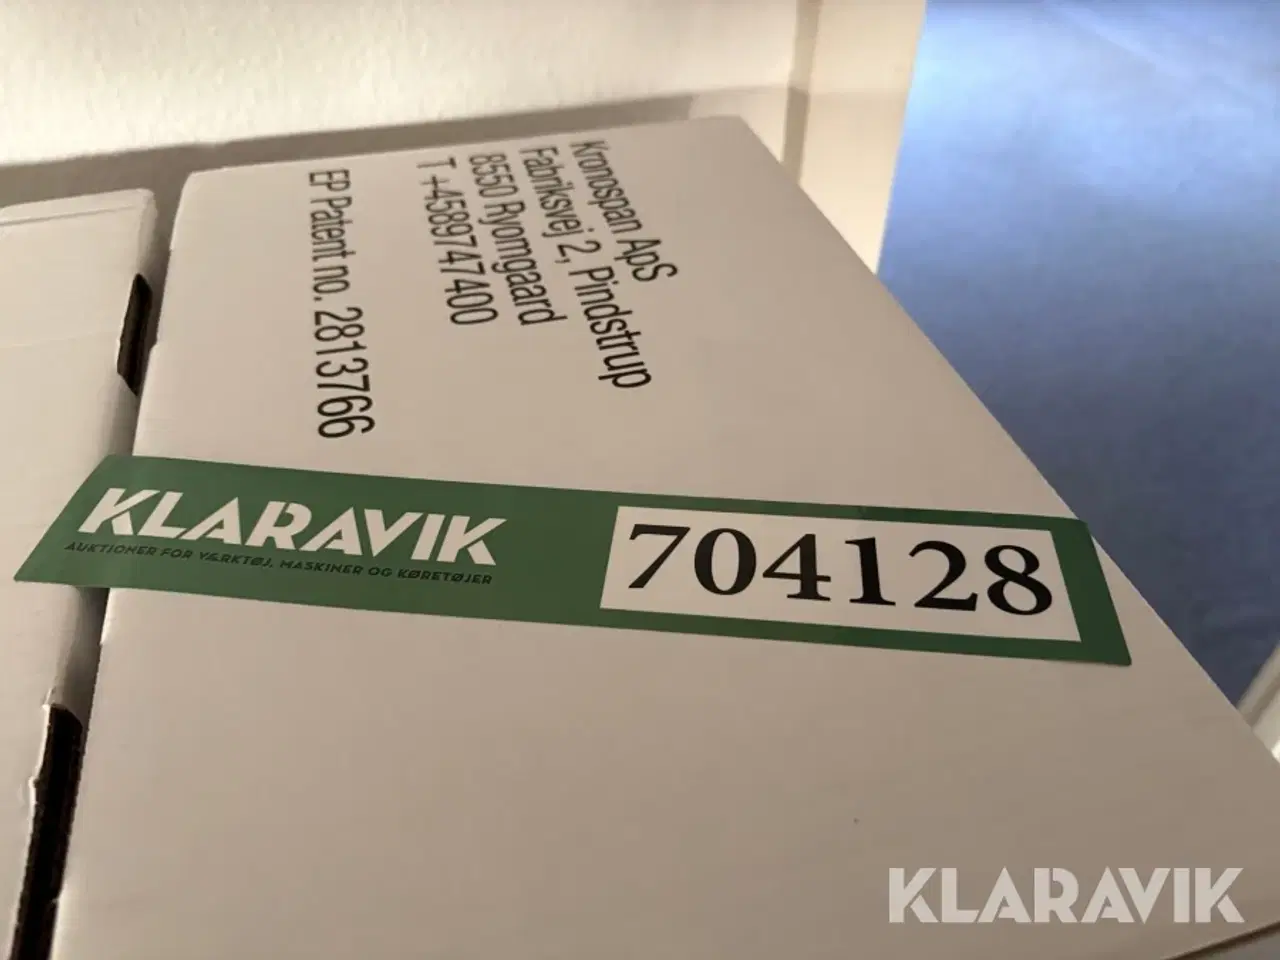 Kronospan ApS
Fabriksvej 2, Pindstrup
8550 Ryomgaard
T +4589747400
EP Patent no. 2813766
KLARAVIK
AUKTIONER FOR VÆRKTØJ, MASKINER OG KØRETØJER
704128
KLARAVIK